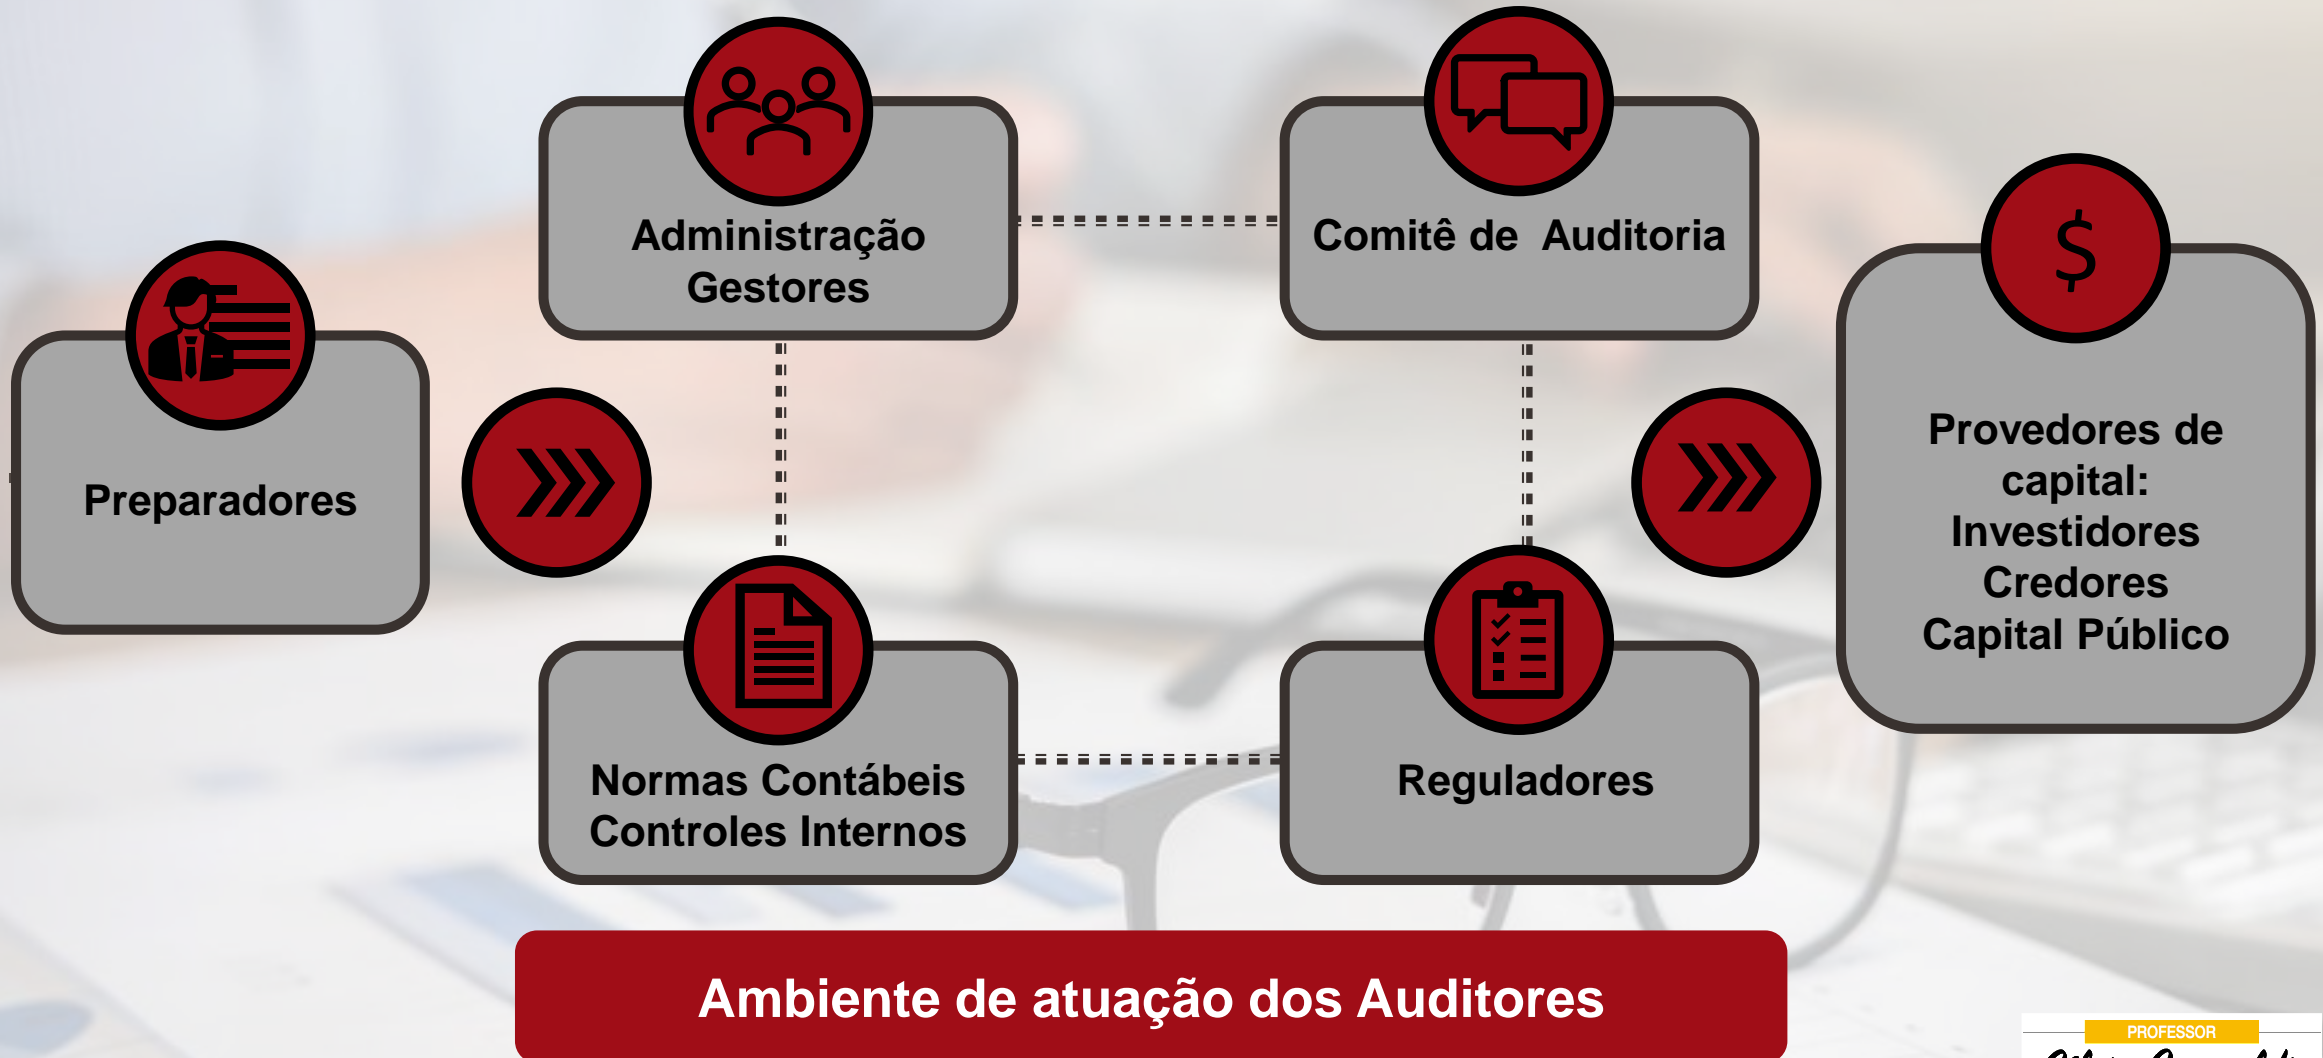 Administração
Gestores
Comitê de Auditoria
$
Preparadores
Provedores de
capital:
Investidores
Credores
Capital Público
Normas Contábeis
Controles Internos
Reguladores
Ambiente de atuação dos Auditores
PROFESSOR